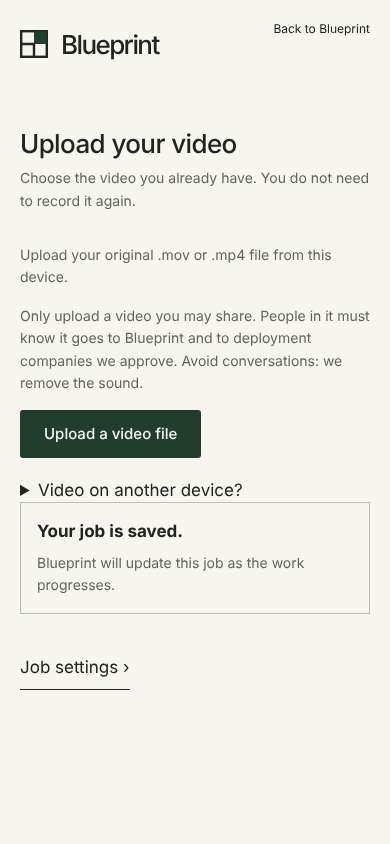 Back to Blueprint
Blueprint
Upload your video
Choose the video you already have. You do not need
to record it again.
Upload your original .mov or .mp4 file from this
device.
Only upload a video you may share. People in it must
know it goes to Blueprint and to deployment
companies we approve. Avoid conversations: we
remove the sound.
Upload a video file
Video on another device?
Your job is saved.
Blueprint will update this job as the work
progresses.
Job settings ›